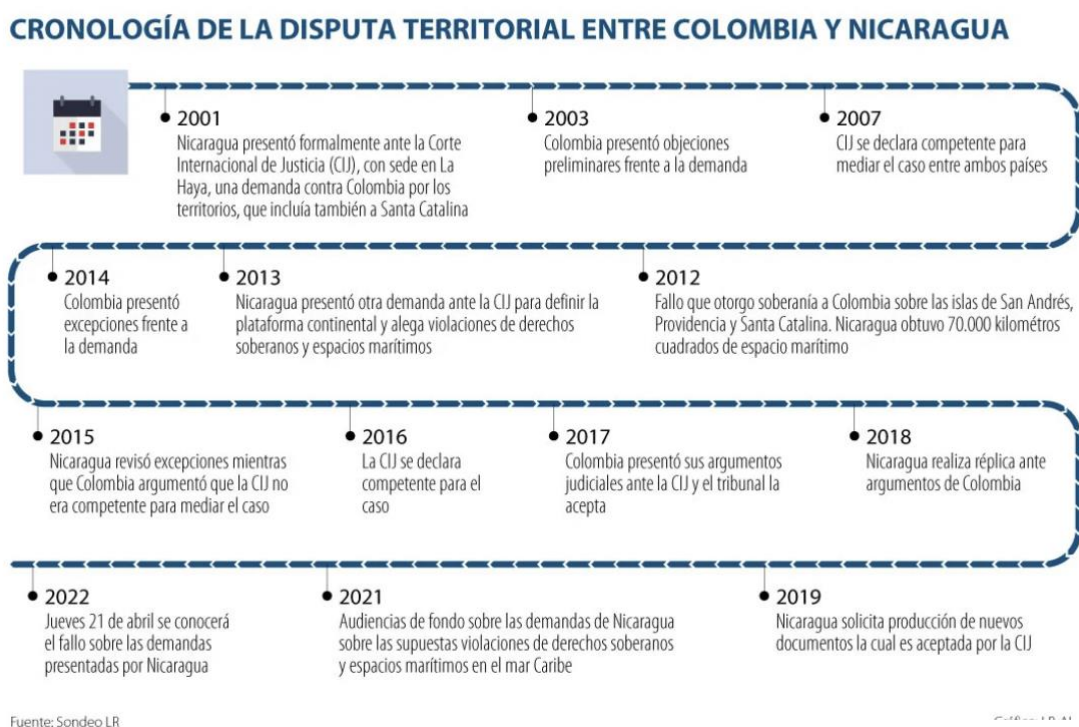 CRONOLOGÍA DE LA DISPUTA TERRITORIAL ENTRE COLOMBIA Y NICARAGUA
2001
Nicaragua presentó formalmente ante la Corte
Internacional de Justicia (CIJ), con sede en La
Haya, una demanda contra Colombia por los
territorios, que incluía también a Santa Catalina
2003
Colombia presentó objeciones
preliminares frente a la demanda
2007
CIJ se declara competente para
mediar el caso entre ambos países
2012
Fallo que otorgo soberanía a Colombia sobre las islas de San Andrés,
Providencia y Santa Catalina. Nicaragua obtuvo 70.000 kilómetros
cuadrados de espacio marítimo
2013
Nicaragua presentó otra demanda ante la CIJ para definir la
plataforma continental y alega violaciones de derechos
soberanos y espacios marítimos
2014
Colombia presentó
excepciones frente a
la demanda
2015
Nicaragua revisó excepciones mientras
que Colombia argumentó que la CIJ no
era competente para mediar el caso
2016
La CIJ se declara
competente para el
caso
2017
Colombia presentó sus argumentos
judiciales ante la CIJ y el tribunal la
acepta
2018
Nicaragua realiza réplica ante
argumentos de Colombia
2019
Nicaragua solicita producción de nuevos
documentos la cual es aceptada por la CIJ
2021
Audiencias de fondo sobre las demandas de Nicaragua
sobre las supuestas violaciones de derechos soberanos
y espacios marítimos en el mar Caribe
2022
Jueves 21 de abril se conocerá
el fallo sobre las demandas
presentadas por Nicaragua
Fuente: Sondeo LR